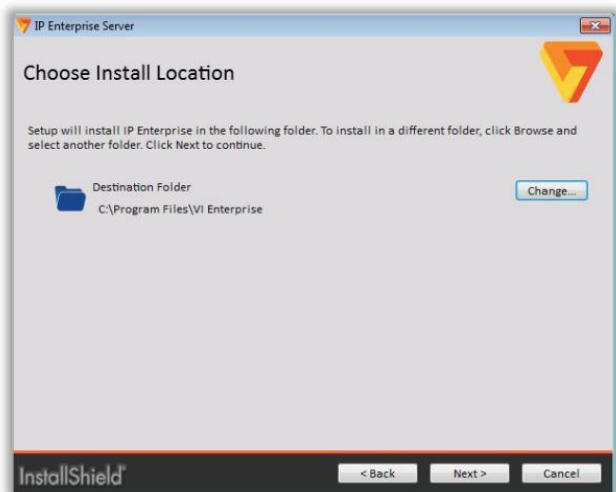 IP Enterprise Server
Choose Install Location
Setup will install IP Enterprise in the following folder. To install in a different folder, click Browse and
select another folder. Click Next to continue.
Destination Folder
Change...
C:\Program Files\VI Enterprise
InstallShield
< Back
Next >
Cancel